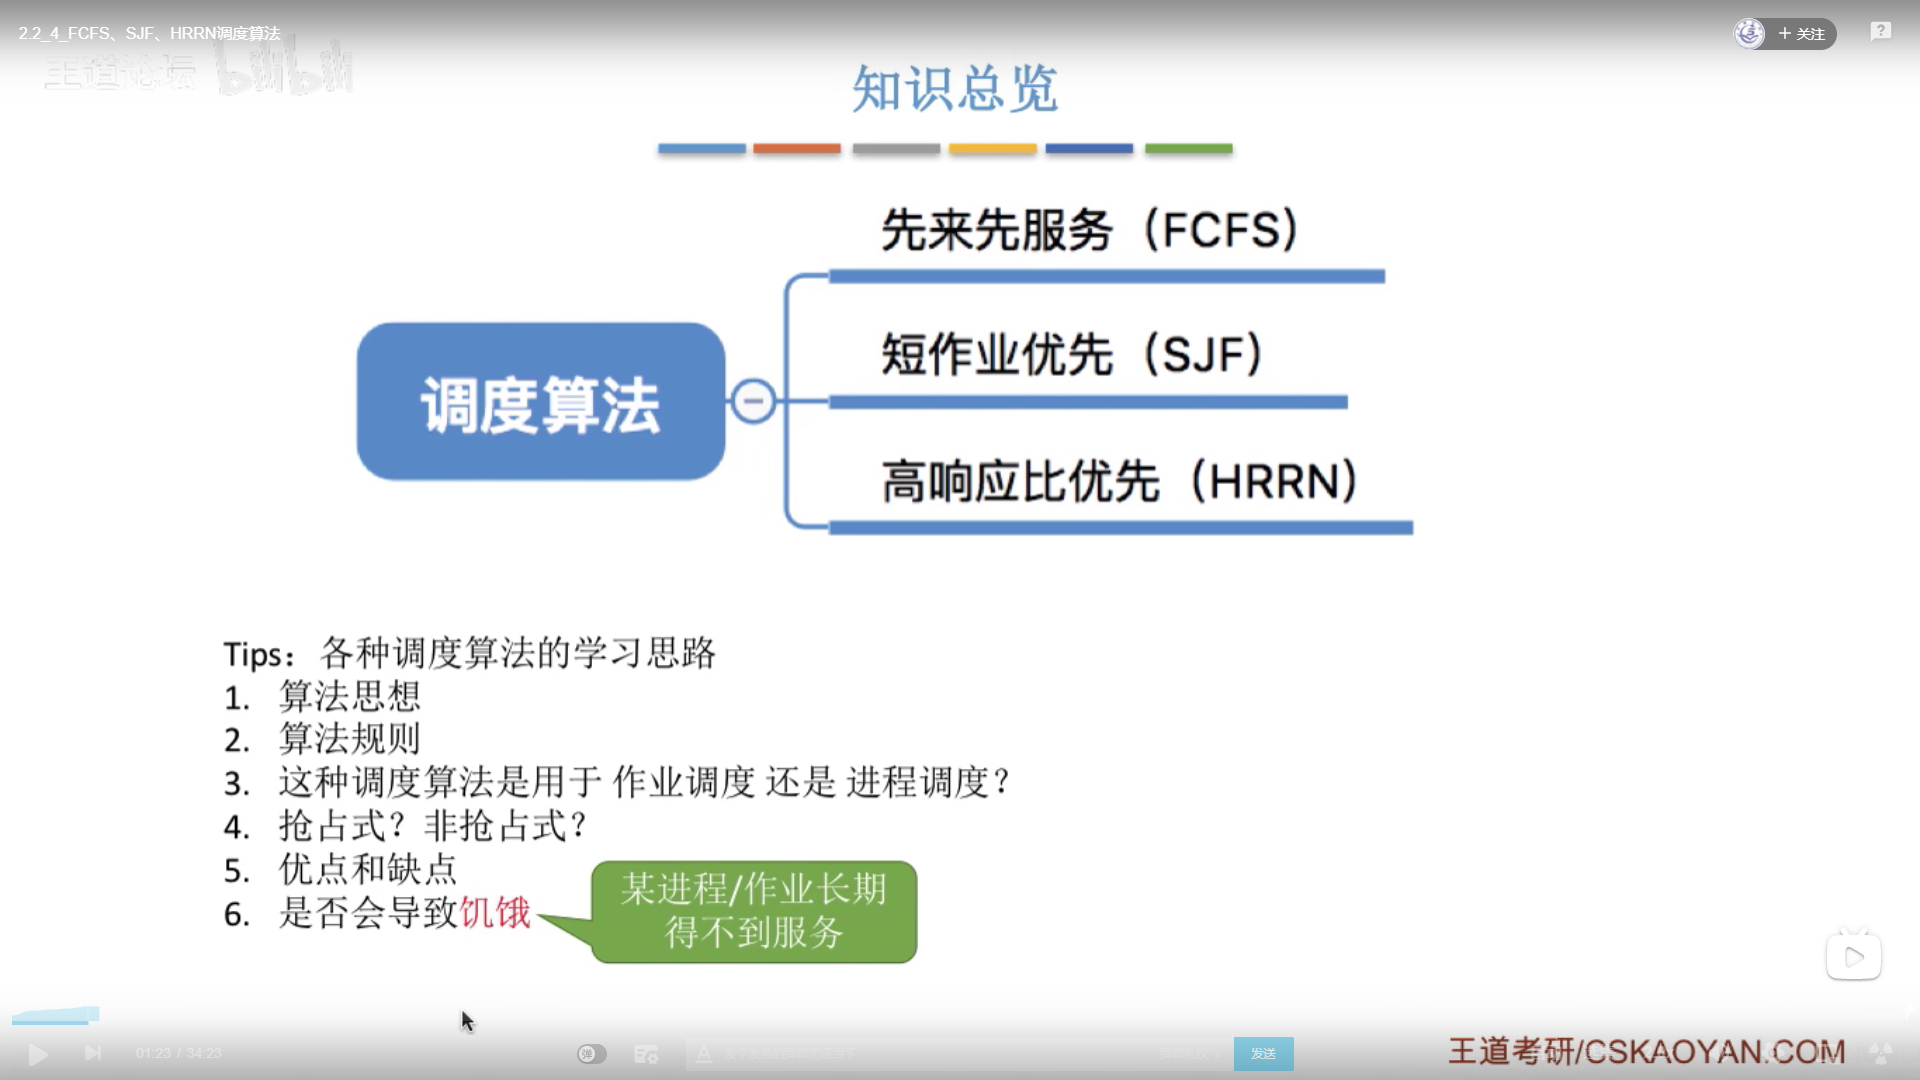 2.2_4_FCFS、SJF、HRRN调度算法
+ 关注
?
王道论坛 bilibili
知识总览
先来先服务（FCFS）
短作业优先（SJF）
调度算法
高响应比优先（HRRN）
Tips：各种调度算法的学习思路
1. 算法思想
2. 算法规则
3. 这种调度算法是用于 作业调度 还是 进程调度？
4. 抢占式？非抢占式？
5. 优点和缺点
6. 是否会导致饥饿
某进程/作业长期
得不到服务
01:23 / 34:23
弹
发送
王道考研/CSKAOYAN.COM